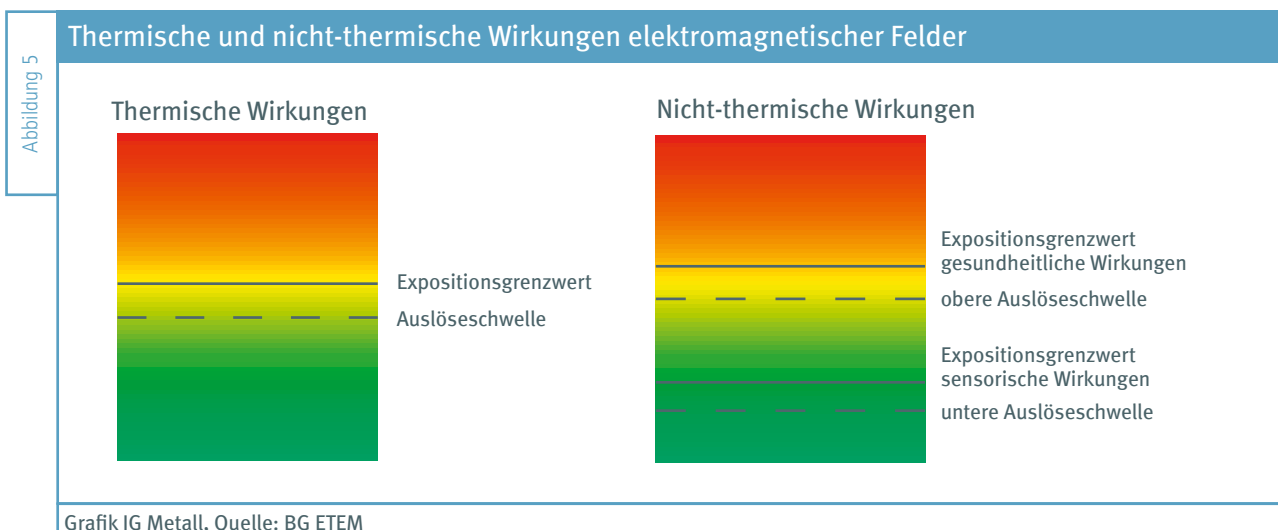 Abbildung 5
Thermische und nicht-thermische Wirkungen elektromagnetischer Felder
Thermische Wirkungen
Expositionsgrenzwert
Auslöseschwelle
Nicht-thermische Wirkungen
Expositionsgrenzwert
gesundheitliche Wirkungen
obere Auslöseschwelle
Expositionsgrenzwert
sensorische Wirkungen
untere Auslöseschwelle
Grafik IG Metall, Quelle: BG ETEM